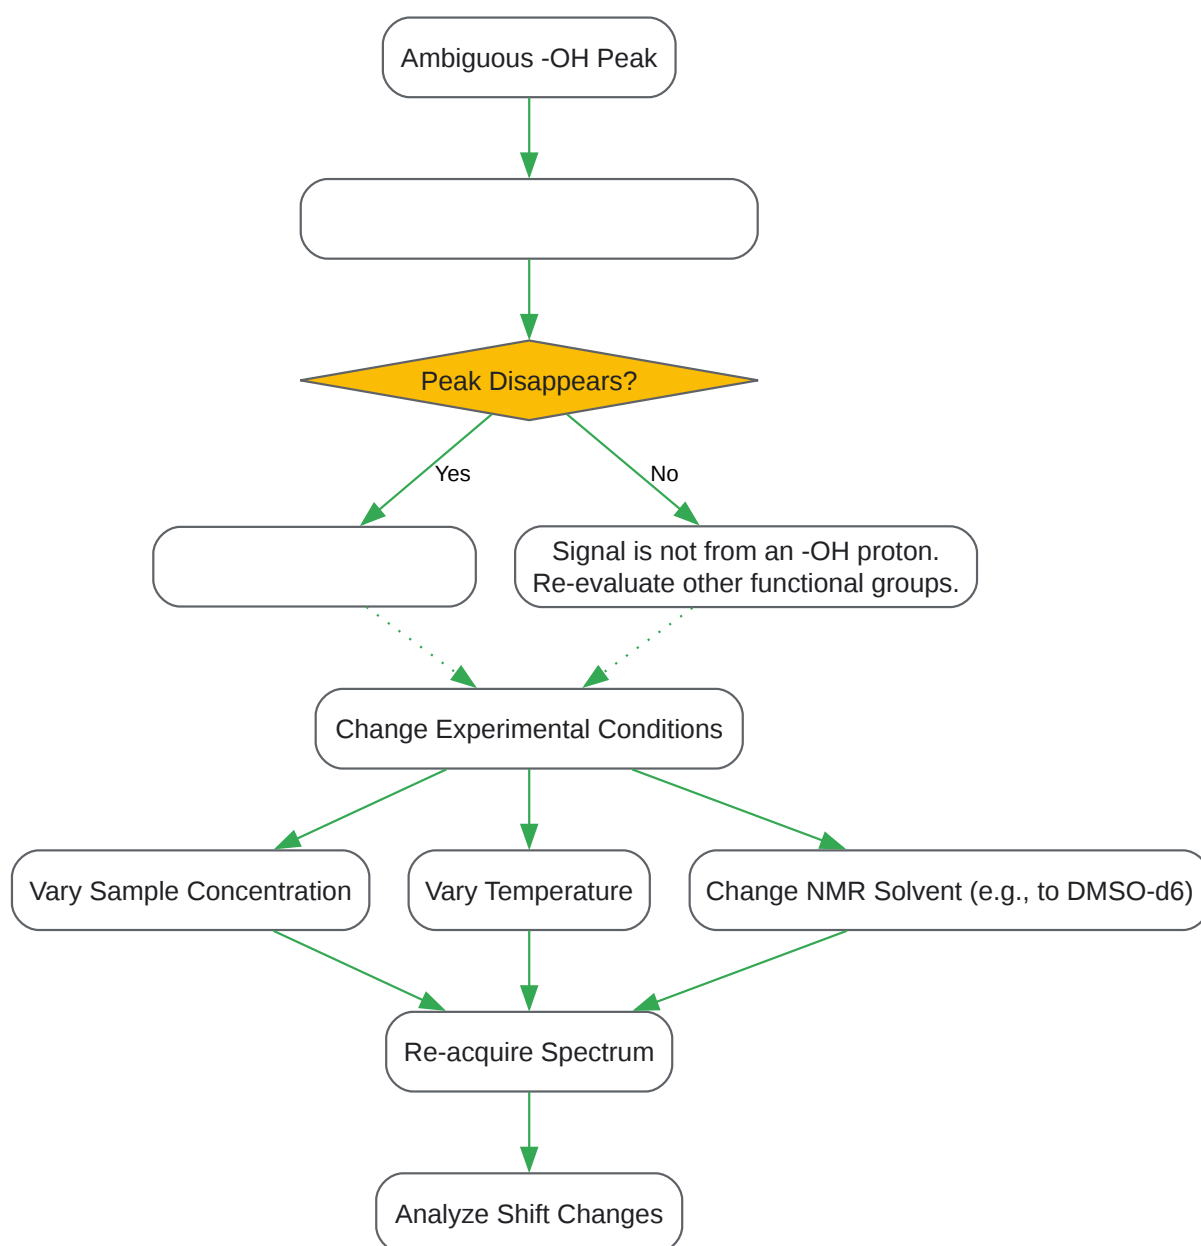 Ambiguous -OH Peak
Peak Disappears?
Yes
No
Signal is not from an -OH proton.
Re-evaluate other functional groups.
Change Experimental Conditions
Vary Sample Concentration
Vary Temperature
Change NMR Solvent (e.g., to DMSO-d6)
Re-acquire Spectrum
Analyze Shift Changes